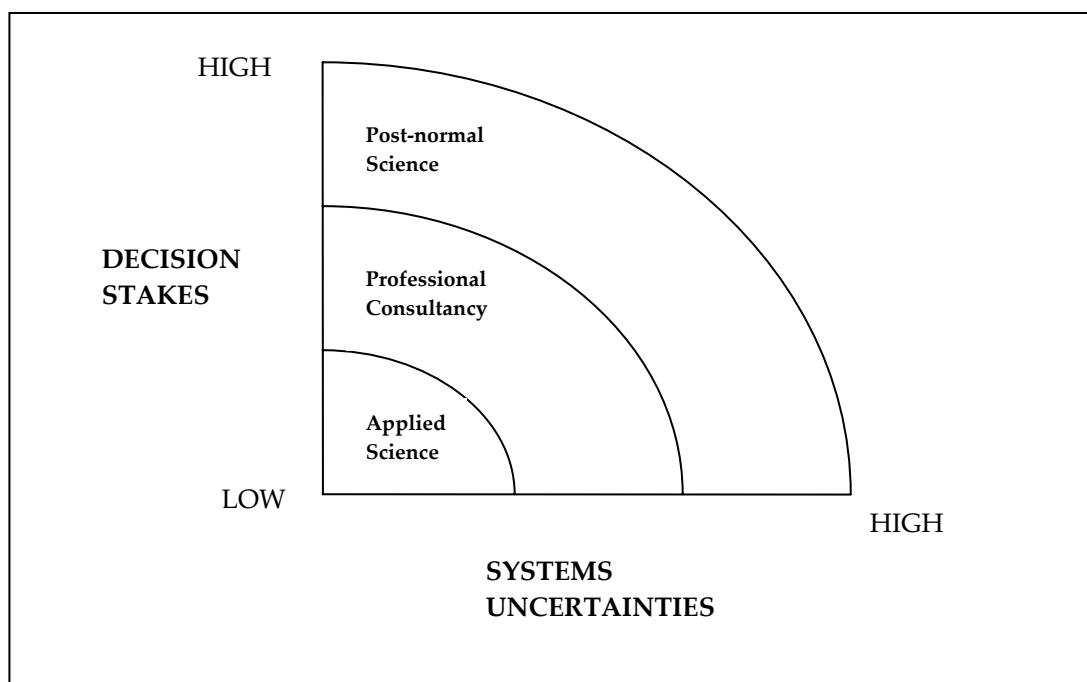 HIGH
Post-normal
Science
DECISION
STAKES
Professional
Consultancy
Applied
Science
LOW
HIGH
SYSTEMS
UNCERTAINTIES